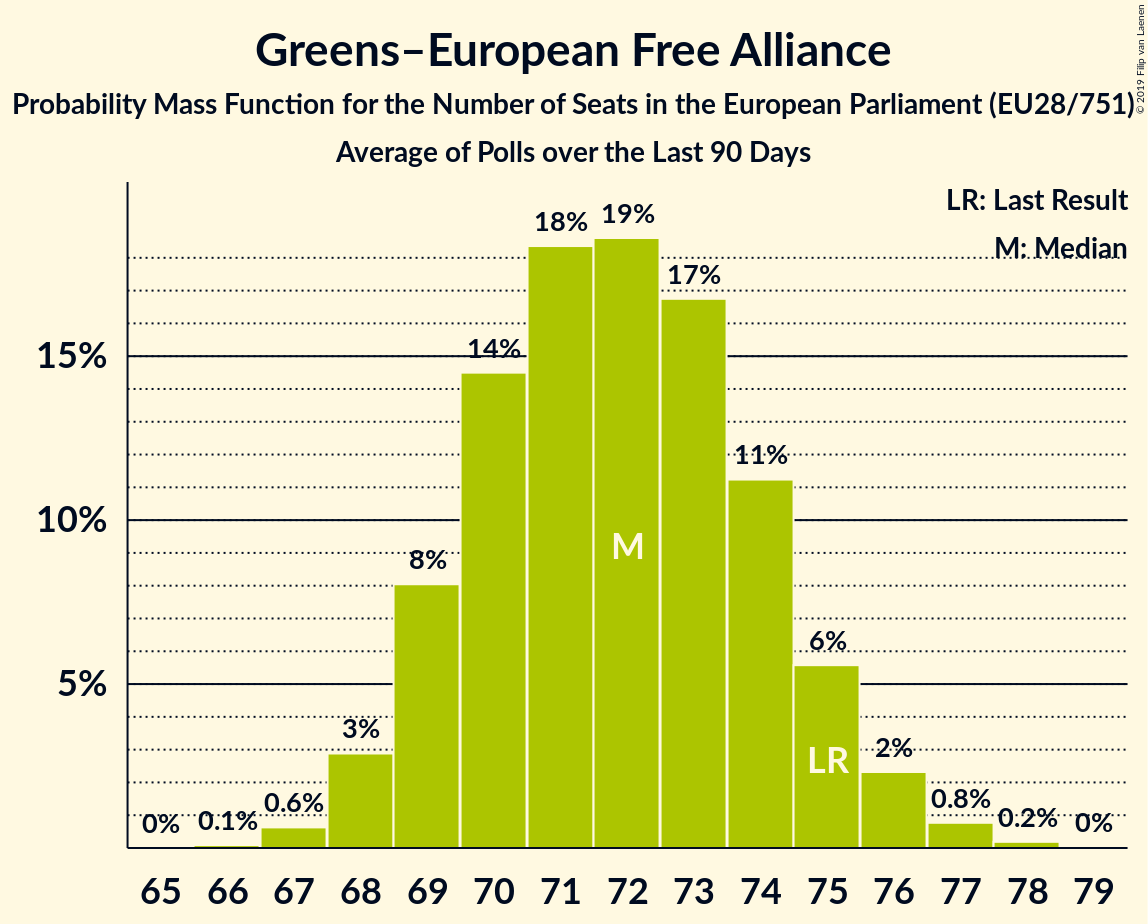 Greens–European Free Alliance
Probability Mass Function for the Number of Seats in the European Parliament (EU28/751)
Average of Polls over the Last 90 Days
© 2019 Filip van Laenen
LR: Last Result
M: Median
15%
10%
5%
0%
0.1%
0.6%
3%
8%
14%
18%
19%
17%
11%
6%
2%
0.8%
0.2%
0%
M
LR
65 66 67 68 69 70 71 72 73 74 75 76 77 78 79